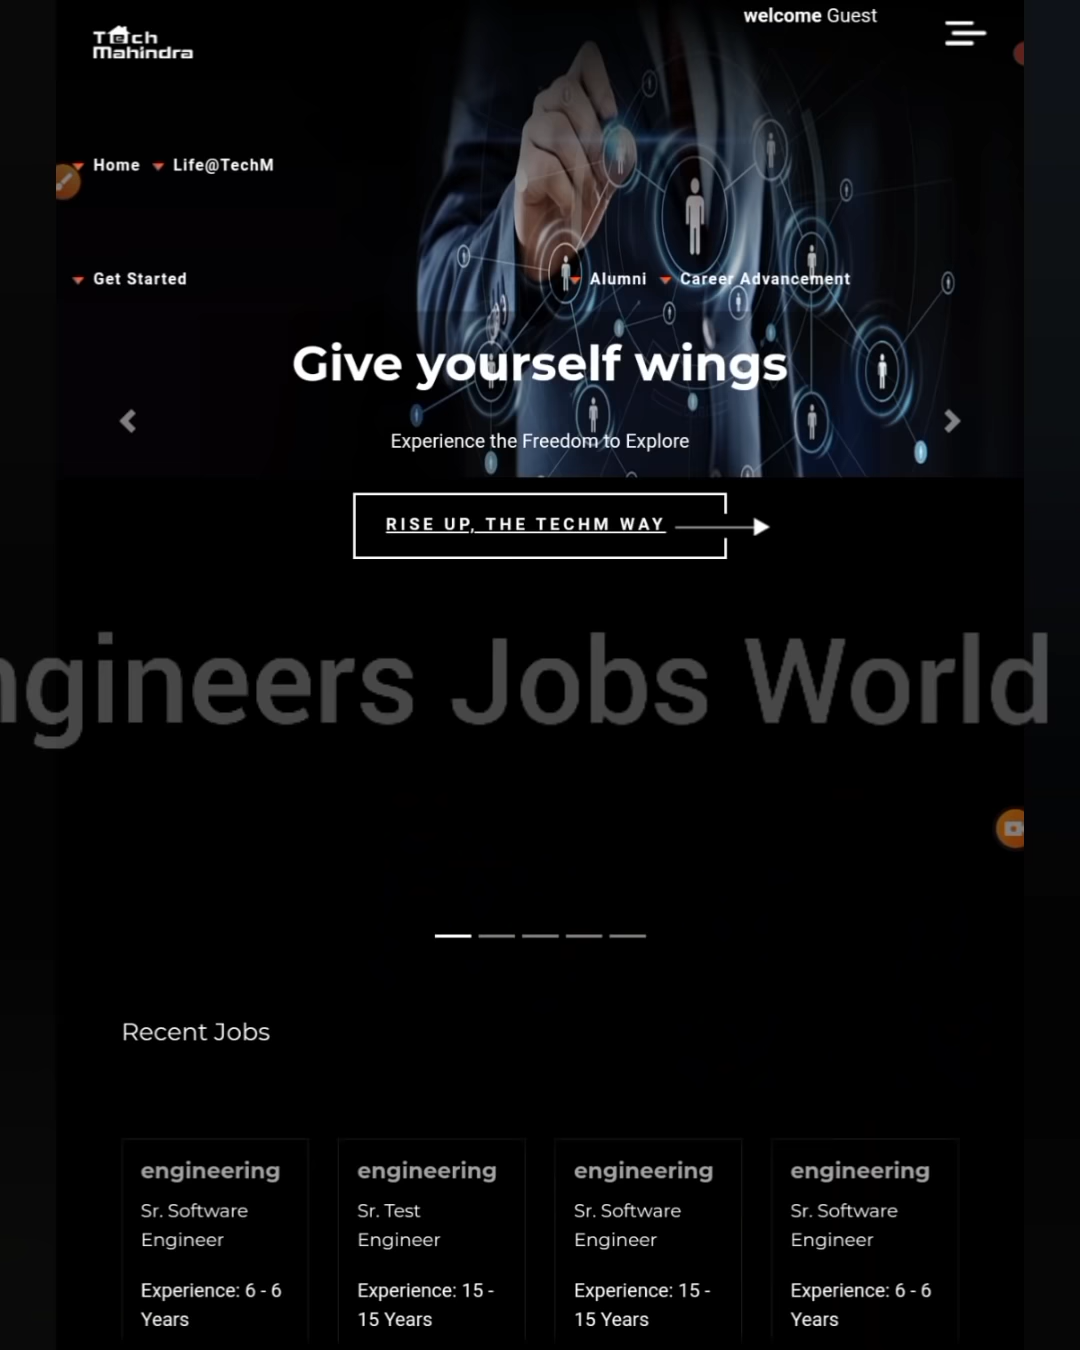 welcome Guest
Tech
Mahindra
Home Life@TechM
Get Started Alumni Career Advancement
Give yourself wings
Experience the Freedom to Explore
RISE UP, THE TECHM WAY
ngineers Jobs World
Recent Jobs
engineering
Sr. Software
Engineer
Experience: 6 - 6
Years
engineering
Sr. Test
Engineer
Experience: 15 -
15 Years
engineering
Sr. Software
Engineer
Experience: 15 -
15 Years
engineering
Sr. Software
Engineer
Experience: 6 - 6
Years